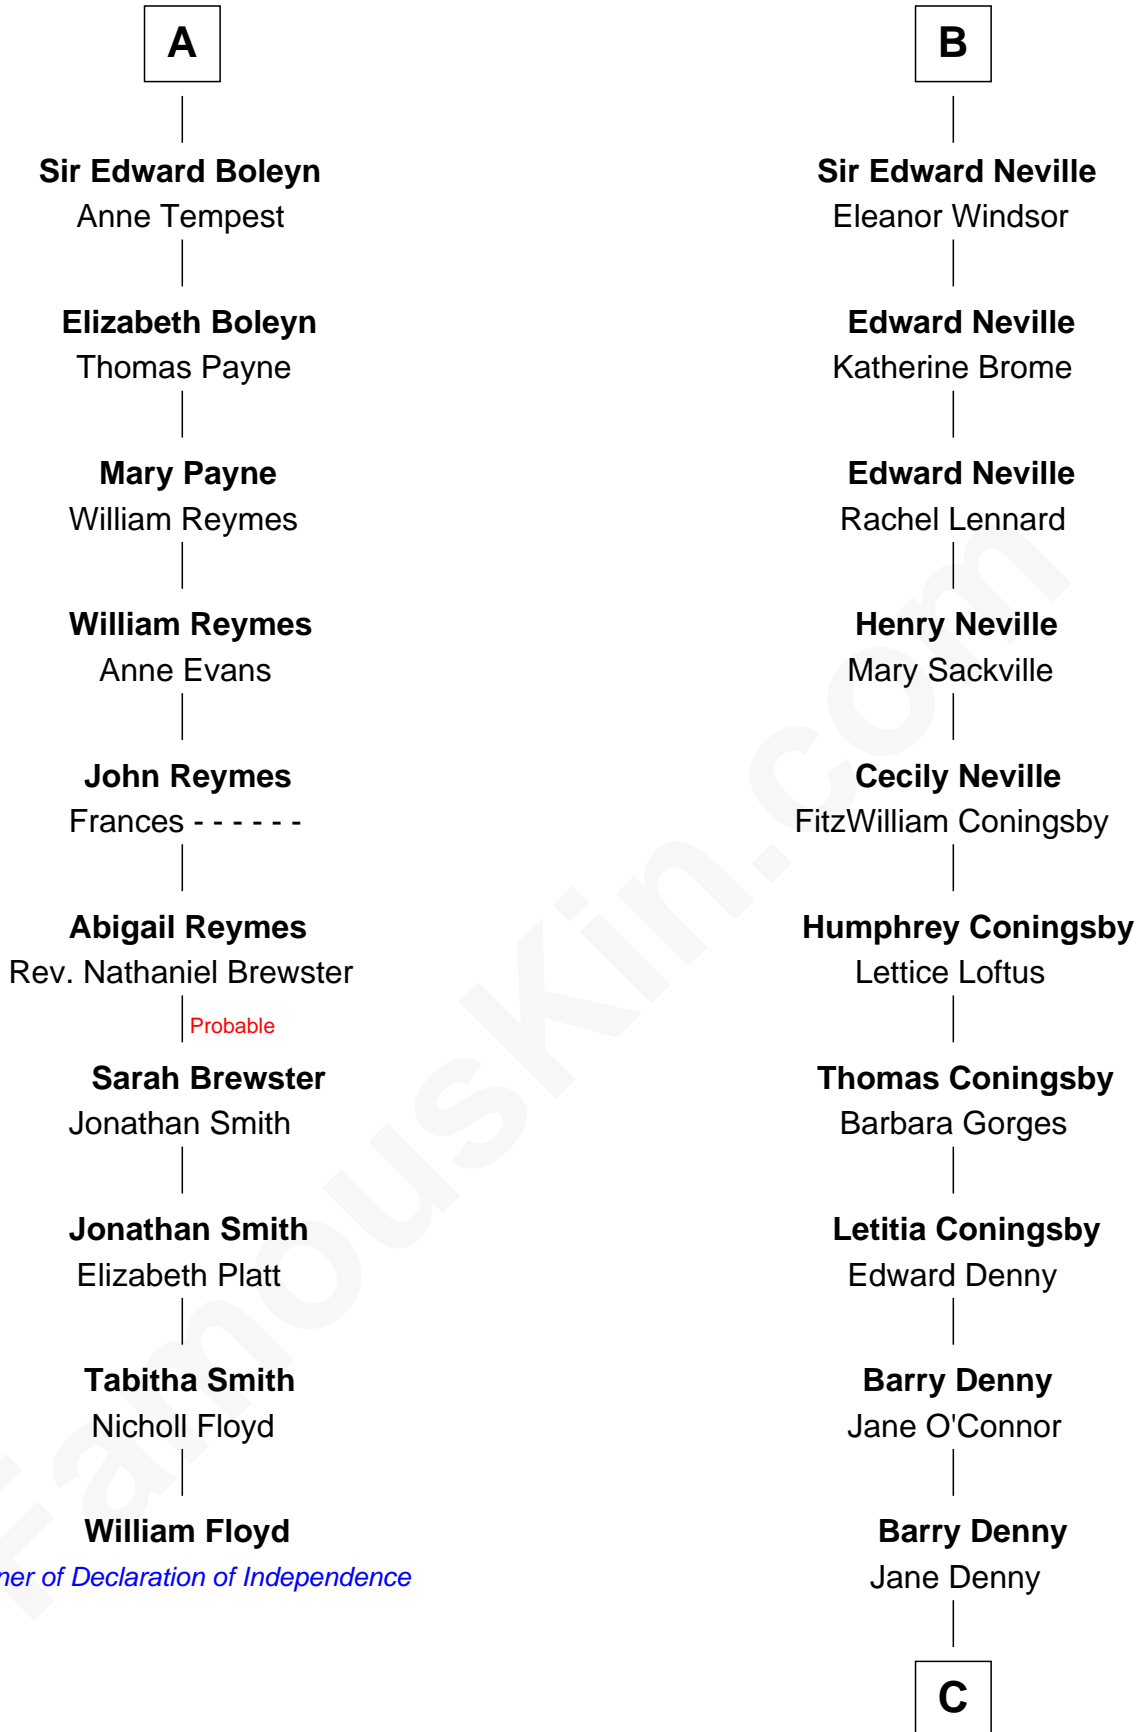 A
Sir Edward Boleyn
Anne Tempest
Elizabeth Boleyn
Thomas Payne
Mary Payne
William Reymes
William Reymes
Anne Evans
John Reymes
Frances - - - - - -
Abigail Reymes
Rev. Nathaniel Brewster
Probable
Sarah Brewster
Jonathan Smith
Jonathan Smith
Elizabeth Platt
Tabitha Smith
Nicholl Floyd
William Floyd
ner of Declaration of Independence
B
Sir Edward Neville
Eleanor Windsor
Edward Neville
Katherine Brome
Edward Neville
Rachel Lennard
Henry Neville
Mary Sackville
Cecily Neville
FitzWilliam Coningsby
Humphrey Coningsby
Lettice Loftus
Thomas Coningsby
Barbara Gorges
Letitia Coningsby
Edward Denny
Barry Denny
Jane O'Connor
Barry Denny
Jane Denny
C
FamousKin.com